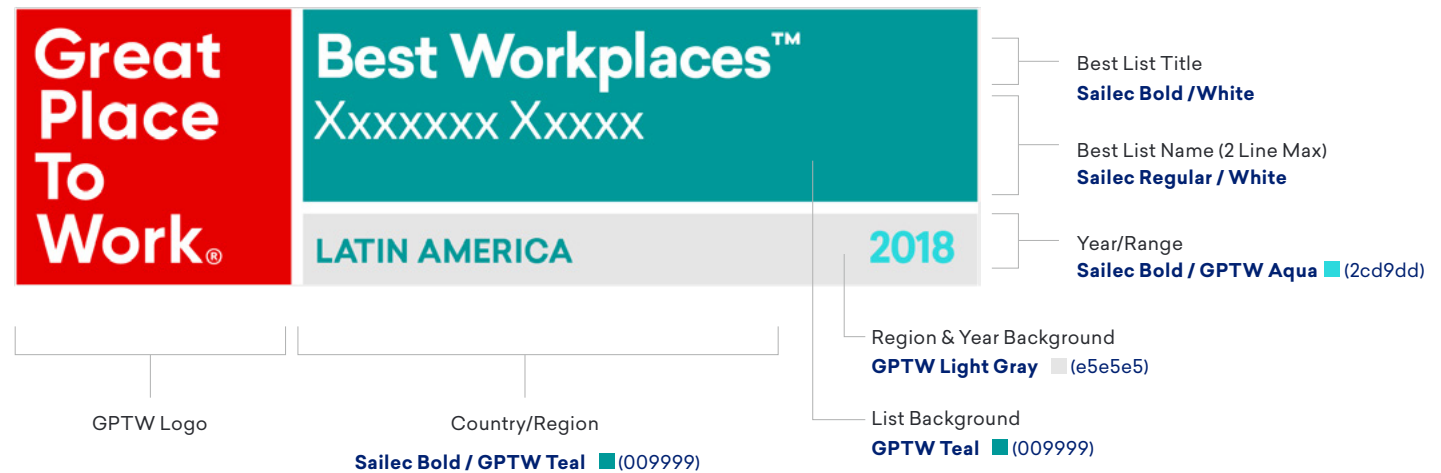 Great
Place
To
Work®
Best Workplaces™
Xxxxxxx Xxxxx
LATIN AMERICA
2018
Best List Title
Sailec Bold /White
Best List Name (2 Line Max)
Sailec Regular / White
Year/Range
Sailec Bold / GPTW Aqua (2cd9dd)
Region & Year Background
GPTW Light Gray (e5e5e5)
List Background
GPTW Teal (009999)
GPTW Logo
Country/Region
Sailec Bold / GPTW Teal (009999)